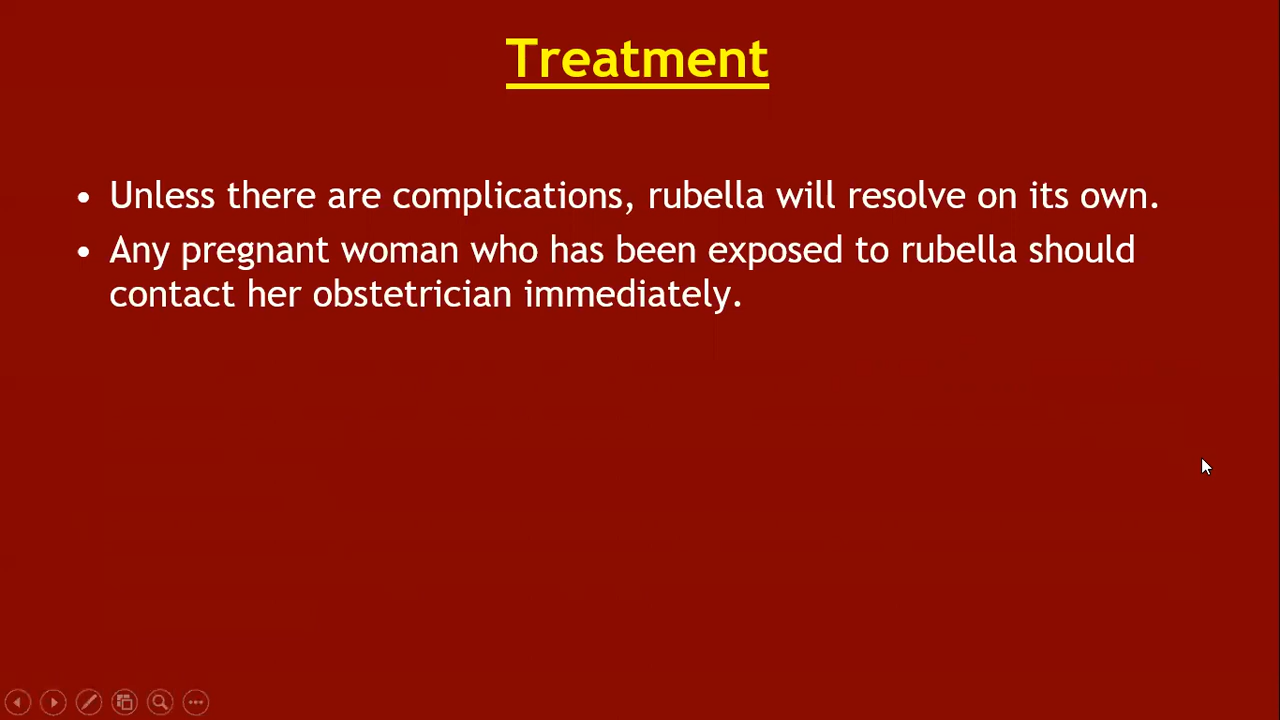 Treatment
• Unless there are complications, rubella will resolve on its own.
• Any pregnant woman who has been exposed to rubella should
contact her obstetrician immediately.